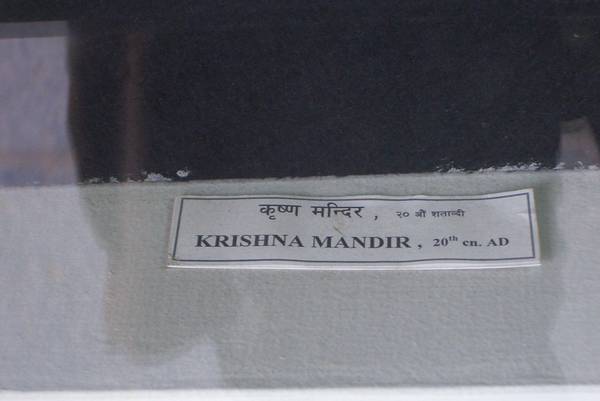 कृष्ण मन्दिर , २० औं शताब्दी
KRISHNA MANDIR , 20th cn. AD